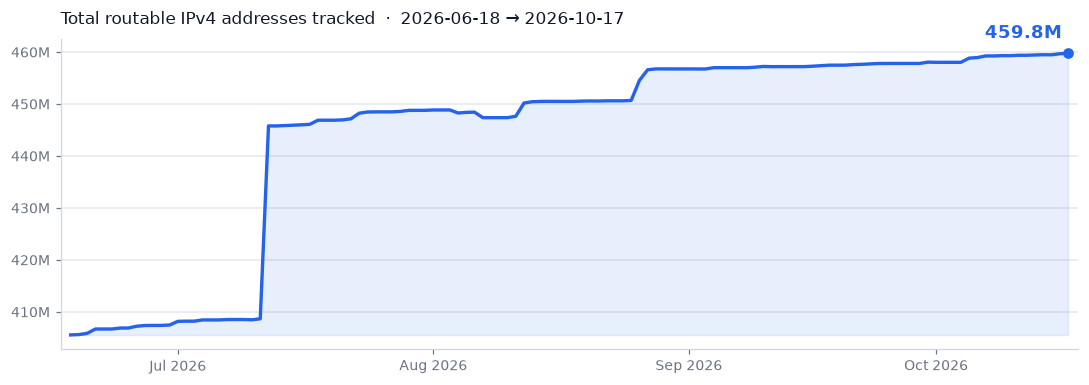 Total routable IPv4 addresses tracked · 2026-06-18 → 2026-10-17
459.8M
460M
450M
440M
430M
420M
410M
Jul 2026
Aug 2026
Sep 2026
Oct 2026